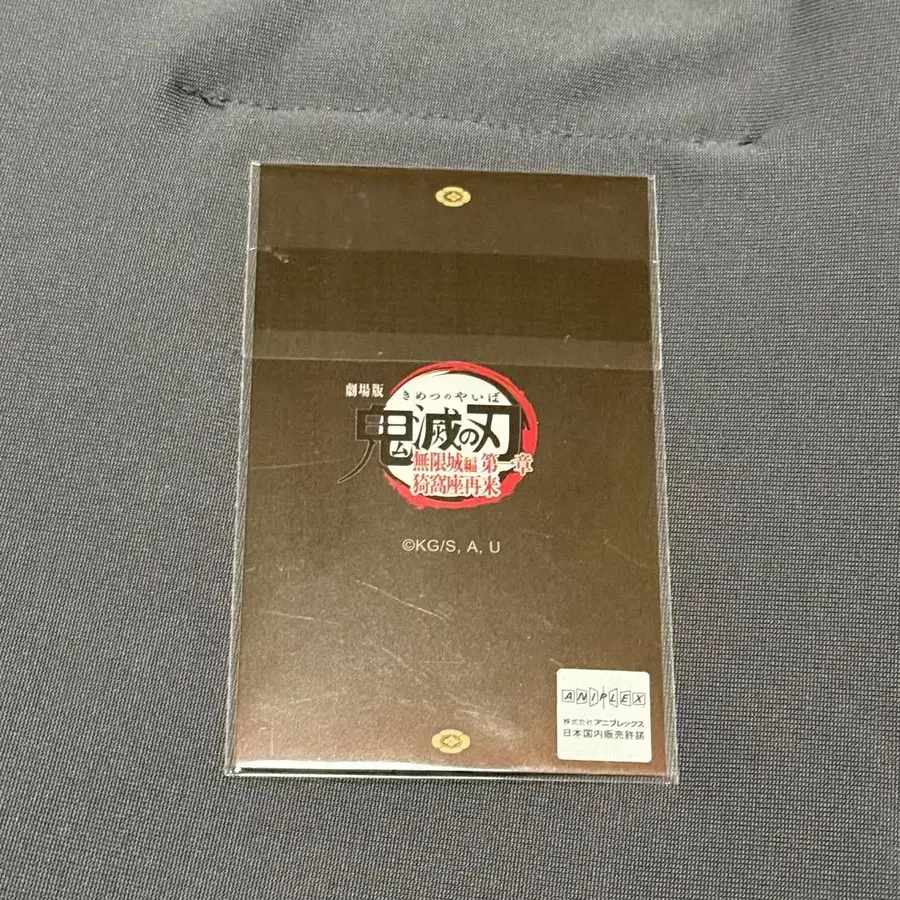 劇場版
きめつのやいば
鬼滅の刃
無限城編 第一章
猗窩座再来
©KG/S, A, U
ANIPLEX
株式会社 アニプレックス
日本国内販売許諾